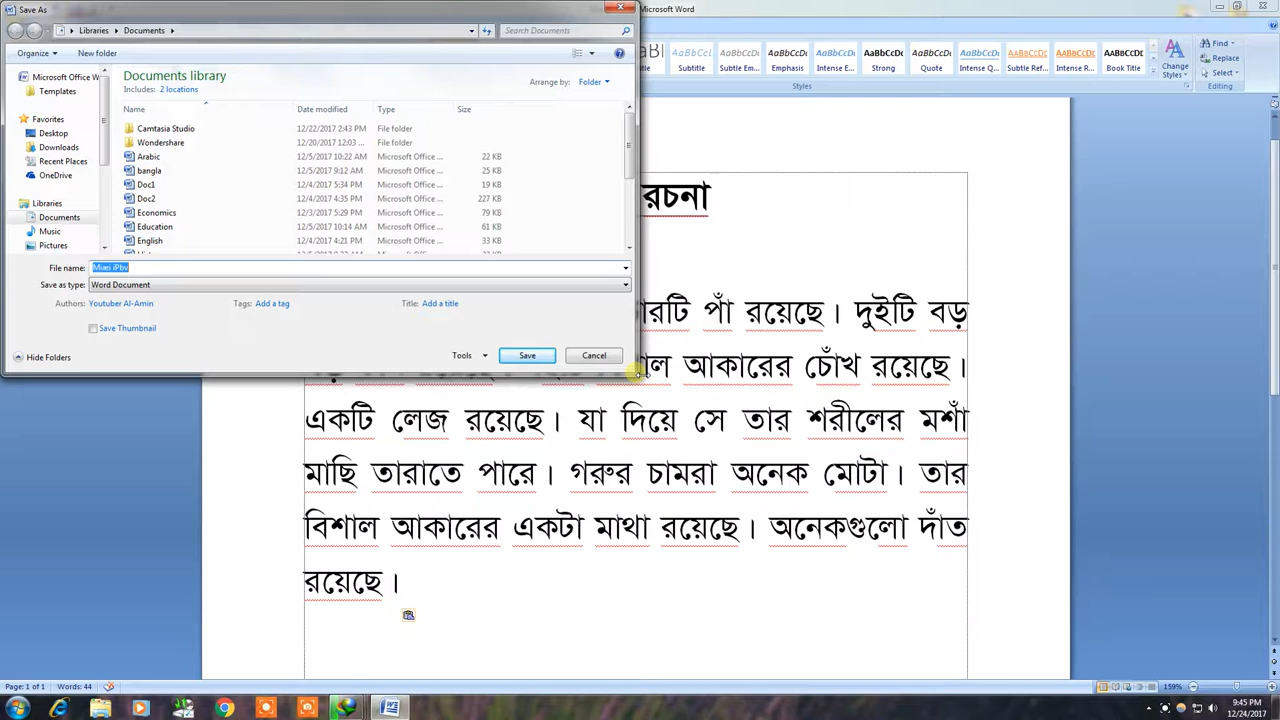 Save As
Microsoft Word
Libraries
Documents
Search Documents
Organize
New folder
Microsoft Office W
Templates
Favorites
Desktop
Downloads
Recent Places
OneDrive
Libraries
Documents
Music
Pictures
Documents library
Includes: 2 locations
Arrange by: Folder
Name Date modified Type Size
Camtasia Studio 12/22/2017 2:43 PM File folder
Wondershare 12/20/2017 12:03 ... File folder
Arabic 12/5/2017 10:22 AM Microsoft Office ... 22 KB
bangla 12/5/2017 9:12 AM Microsoft Office ... 25 KB
Doc1 12/4/2017 5:34 PM Microsoft Office ... 19 KB
Doc2 12/4/2017 4:35 PM Microsoft Office ... 227 KB
Economics 12/3/2017 5:29 PM Microsoft Office ... 79 KB
Education 12/5/2017 10:14 AM Microsoft Office ... 61 KB
English 12/4/2017 4:21 PM Microsoft Office ... 33 KB
File name:
Save as type: Word Document
Authors: Youtuber Al-Amin Tags: Add a tag Title: Add a title
Save Thumbnail
Hide Folders
Tools Save Cancel
Subtitle Subtle Em... Emphasis Intense E... Strong Quote Intense Q... Subtle Ref... Intense R... Book Title
Change Styles
Styles
Find
Replace
Select
Editing
রচনা
পাঁ রয়েছে। দুইটি বড়
আকারের চোঁখ রয়েছে।
একটি লেজ রয়েছে। যা দিয়ে সে তার শরীলের মশাঁ
মাছি তারাতে পারে। গরুর চামরা অনেক মোটা। তার
বিশাল আকারের একটা মাথা রয়েছে। অনেকগুলো দাঁত
রয়েছে।
Page: 1 of 1 Words: 44
159%
9:45 PM
12/24/2017